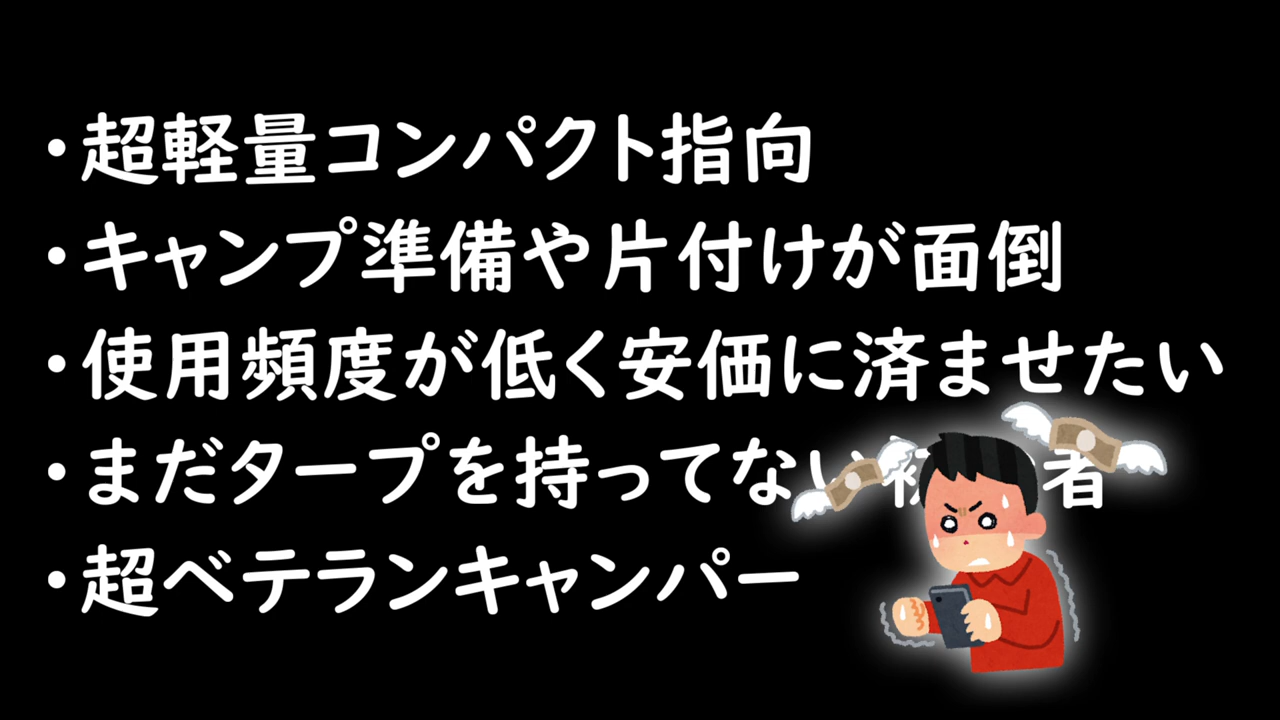 ・超軽量コンパクト指向
・キャンプ準備や片付けが面倒
・使用頻度が低く安価に済ませたい
・まだタープを持ってない 者
・超ベテランキャンパー